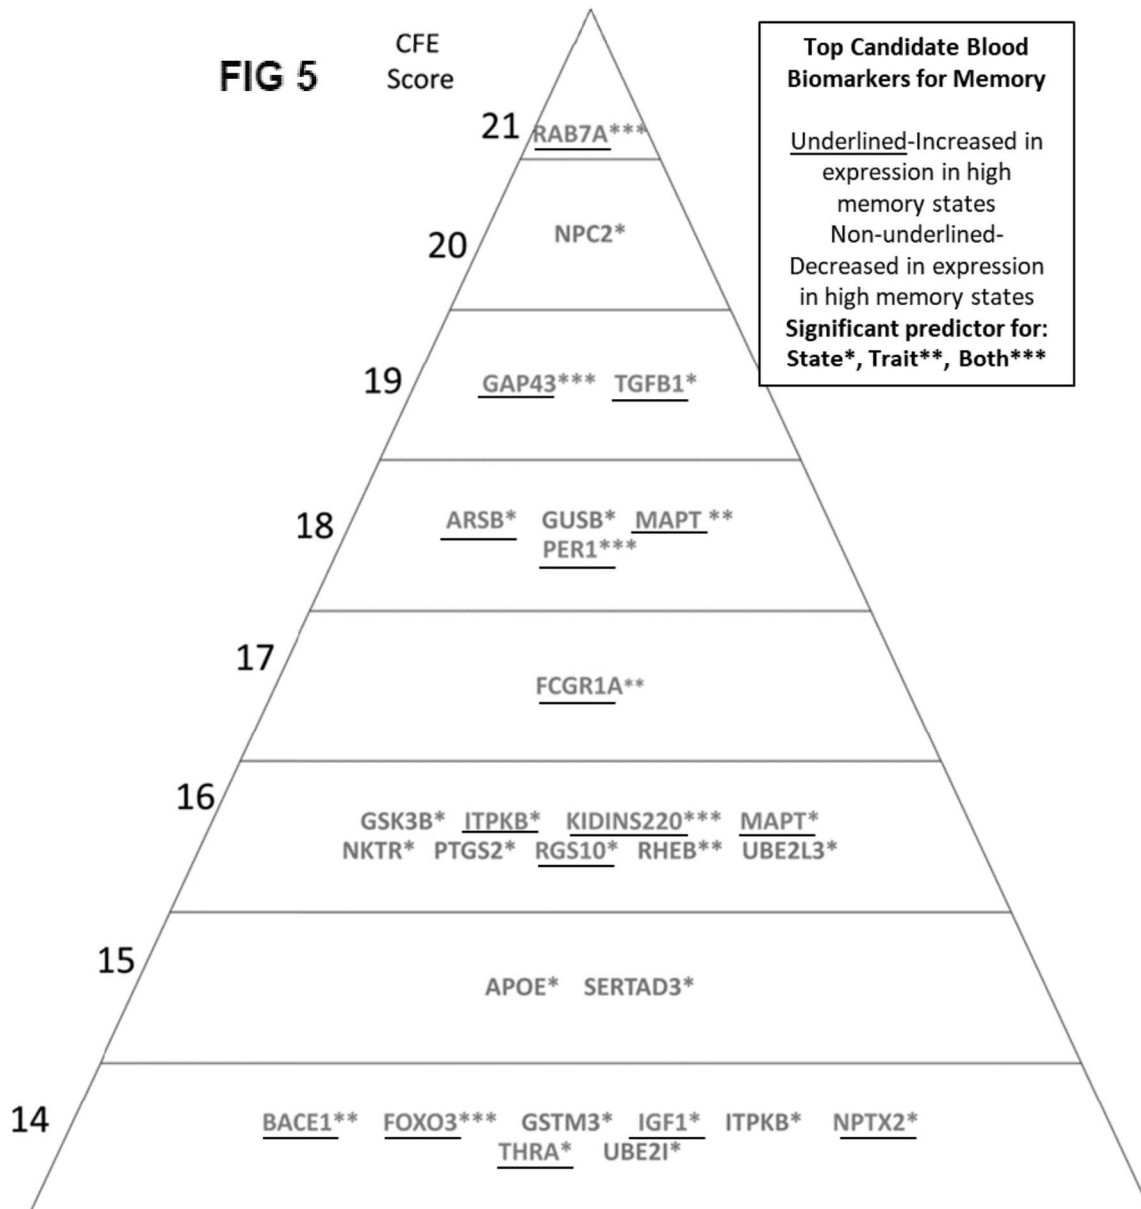 FIG 5
CFE
Score
Top Candidate Blood
Biomarkers for Memory
Underlined-Increased in
expression in high
memory states
Non-underlined-
Decreased in expression
in high memory states
Significant predictor for:
State*, Trait**, Both***
21 RAB7A***
20 NPC2*
19 GAP43*** TGFB1*
18 ARSB* GUSB* MAPT **
PER1***
17 FCGR1A**
16 GSK3B* ITPKB* KIDINS220*** MAPT*
NKTR* PTGS2* RGS10* RHEB** UBE2L3*
15 APOE* SERTAD3*
14 BACE1** FOXO3*** GSTM3* IGF1* ITPKB* NPTX2*
THRA* UBE2I*